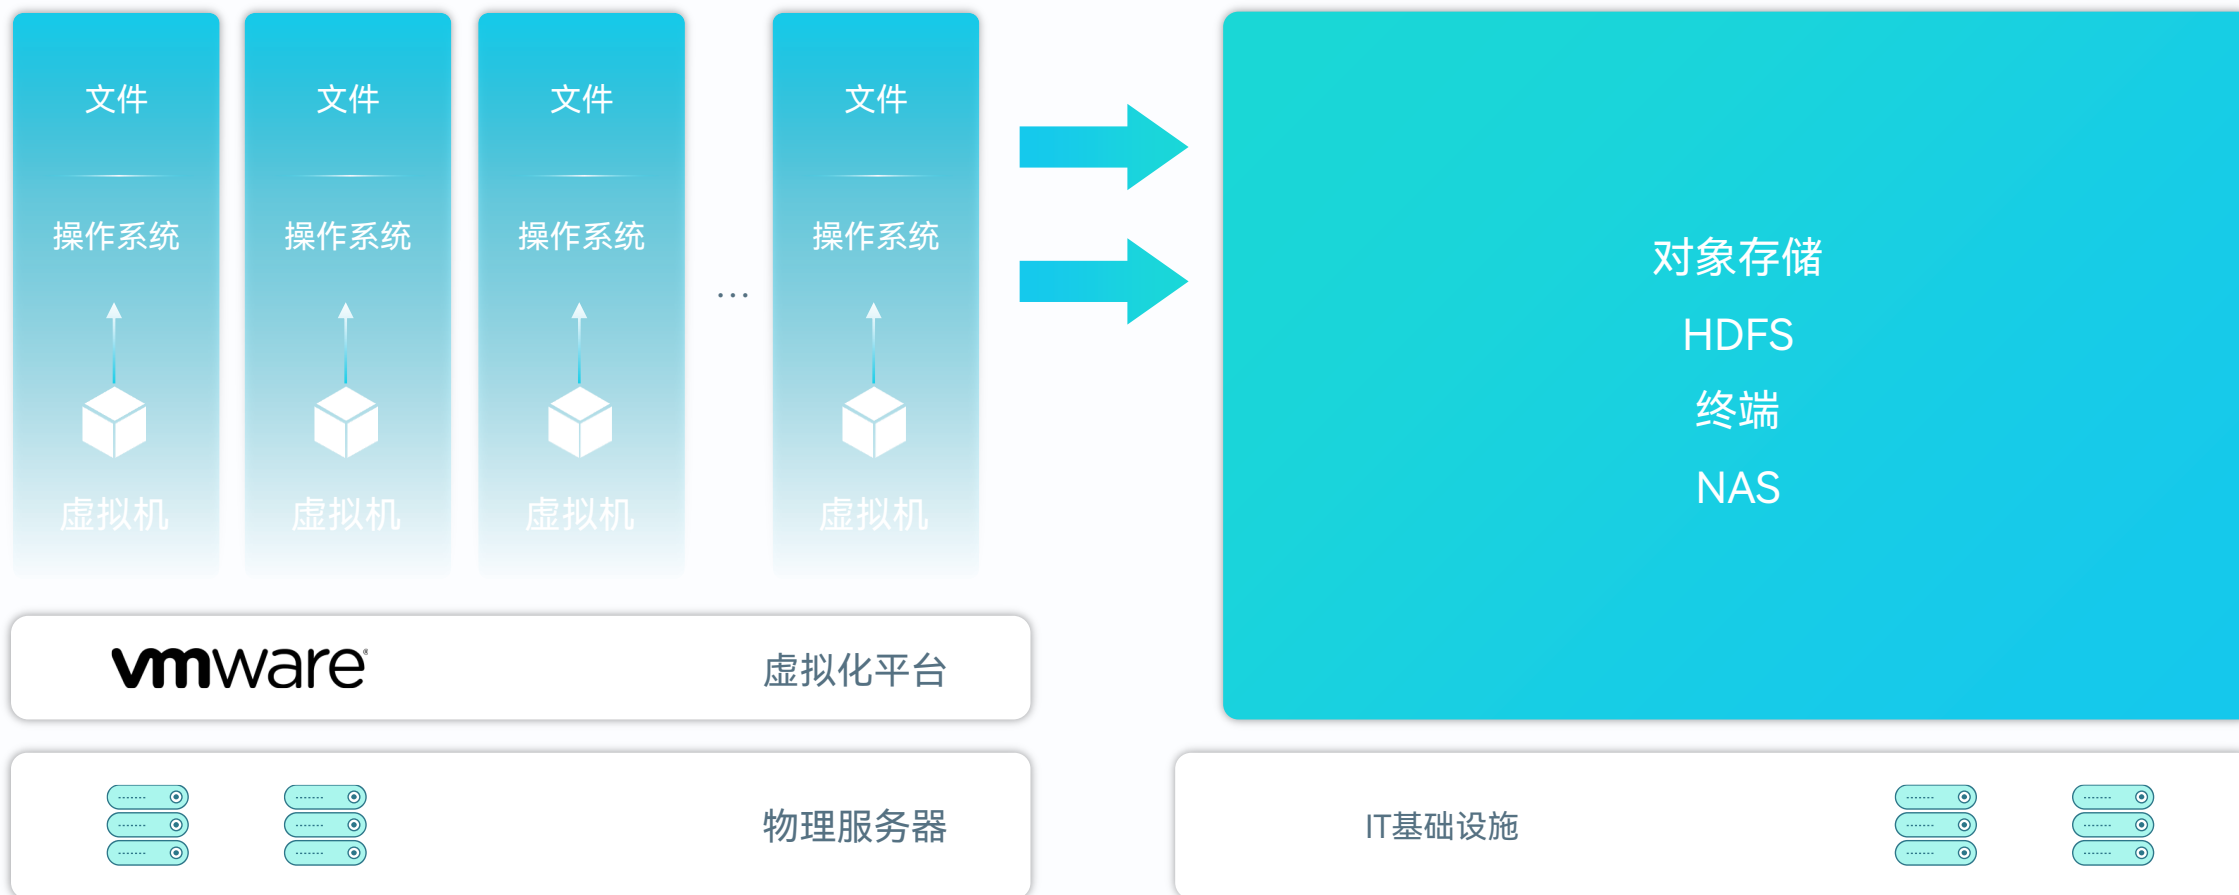 文件 文件 文件 文件
操作系统 操作系统 操作系统 操作系统
...
虚拟机 虚拟机 虚拟机 虚拟机
对象存储
HDFS
终端
NAS
vmware® 虚拟化平台
物理服务器
IT基础设施